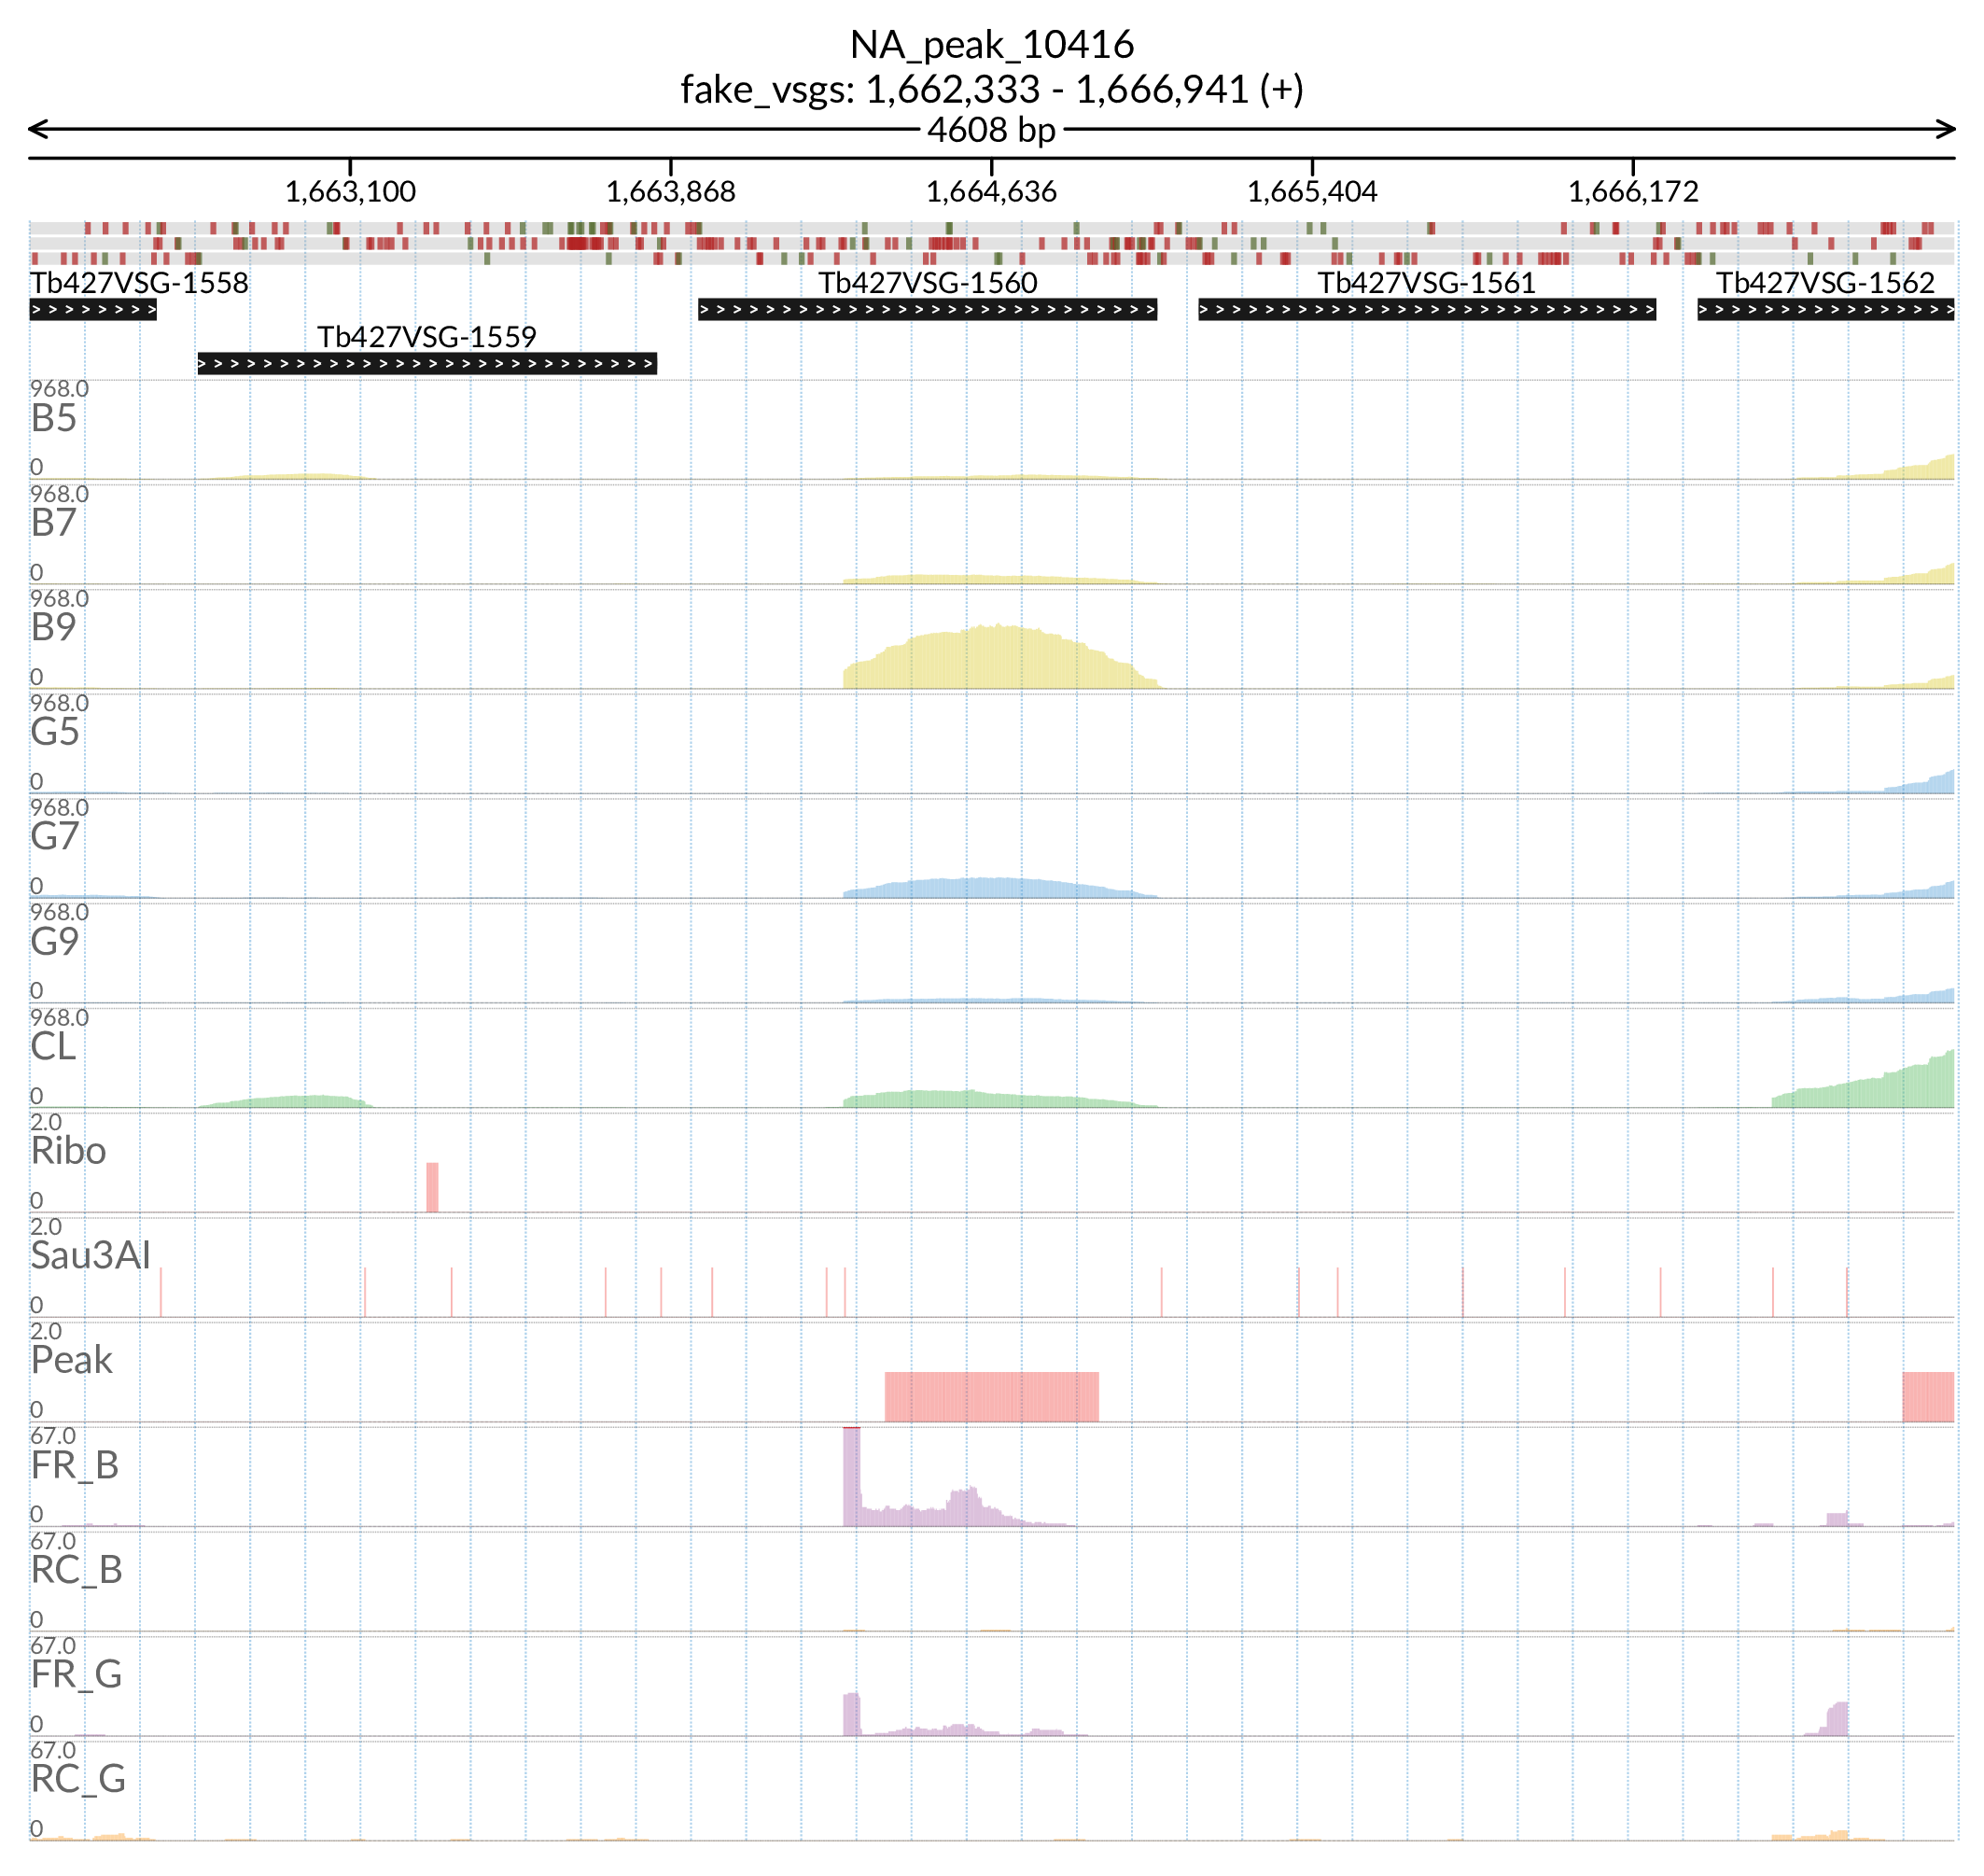 NA_peak_10416
fake_vsgs: 1,662,333 - 1,666,941 (+)
4608 bp
1,663,100 1,663,868 1,664,636 1,665,404 1,666,172
Tb427VSG-1558 Tb427VSG-1560 Tb427VSG-1561 Tb427VSG-1562
Tb427VSG-1559
968.0
B5
0
968.0
B7
0
968.0
B9
0
968.0
G5
0
968.0
G7
0
968.0
G9
0
968.0
CL
0
2.0
Ribo
0
2.0
Sau3AI
0
2.0
Peak
0
67.0
FR_B
0
67.0
RC_B
0
67.0
FR_G
0
67.0
RC_G
0